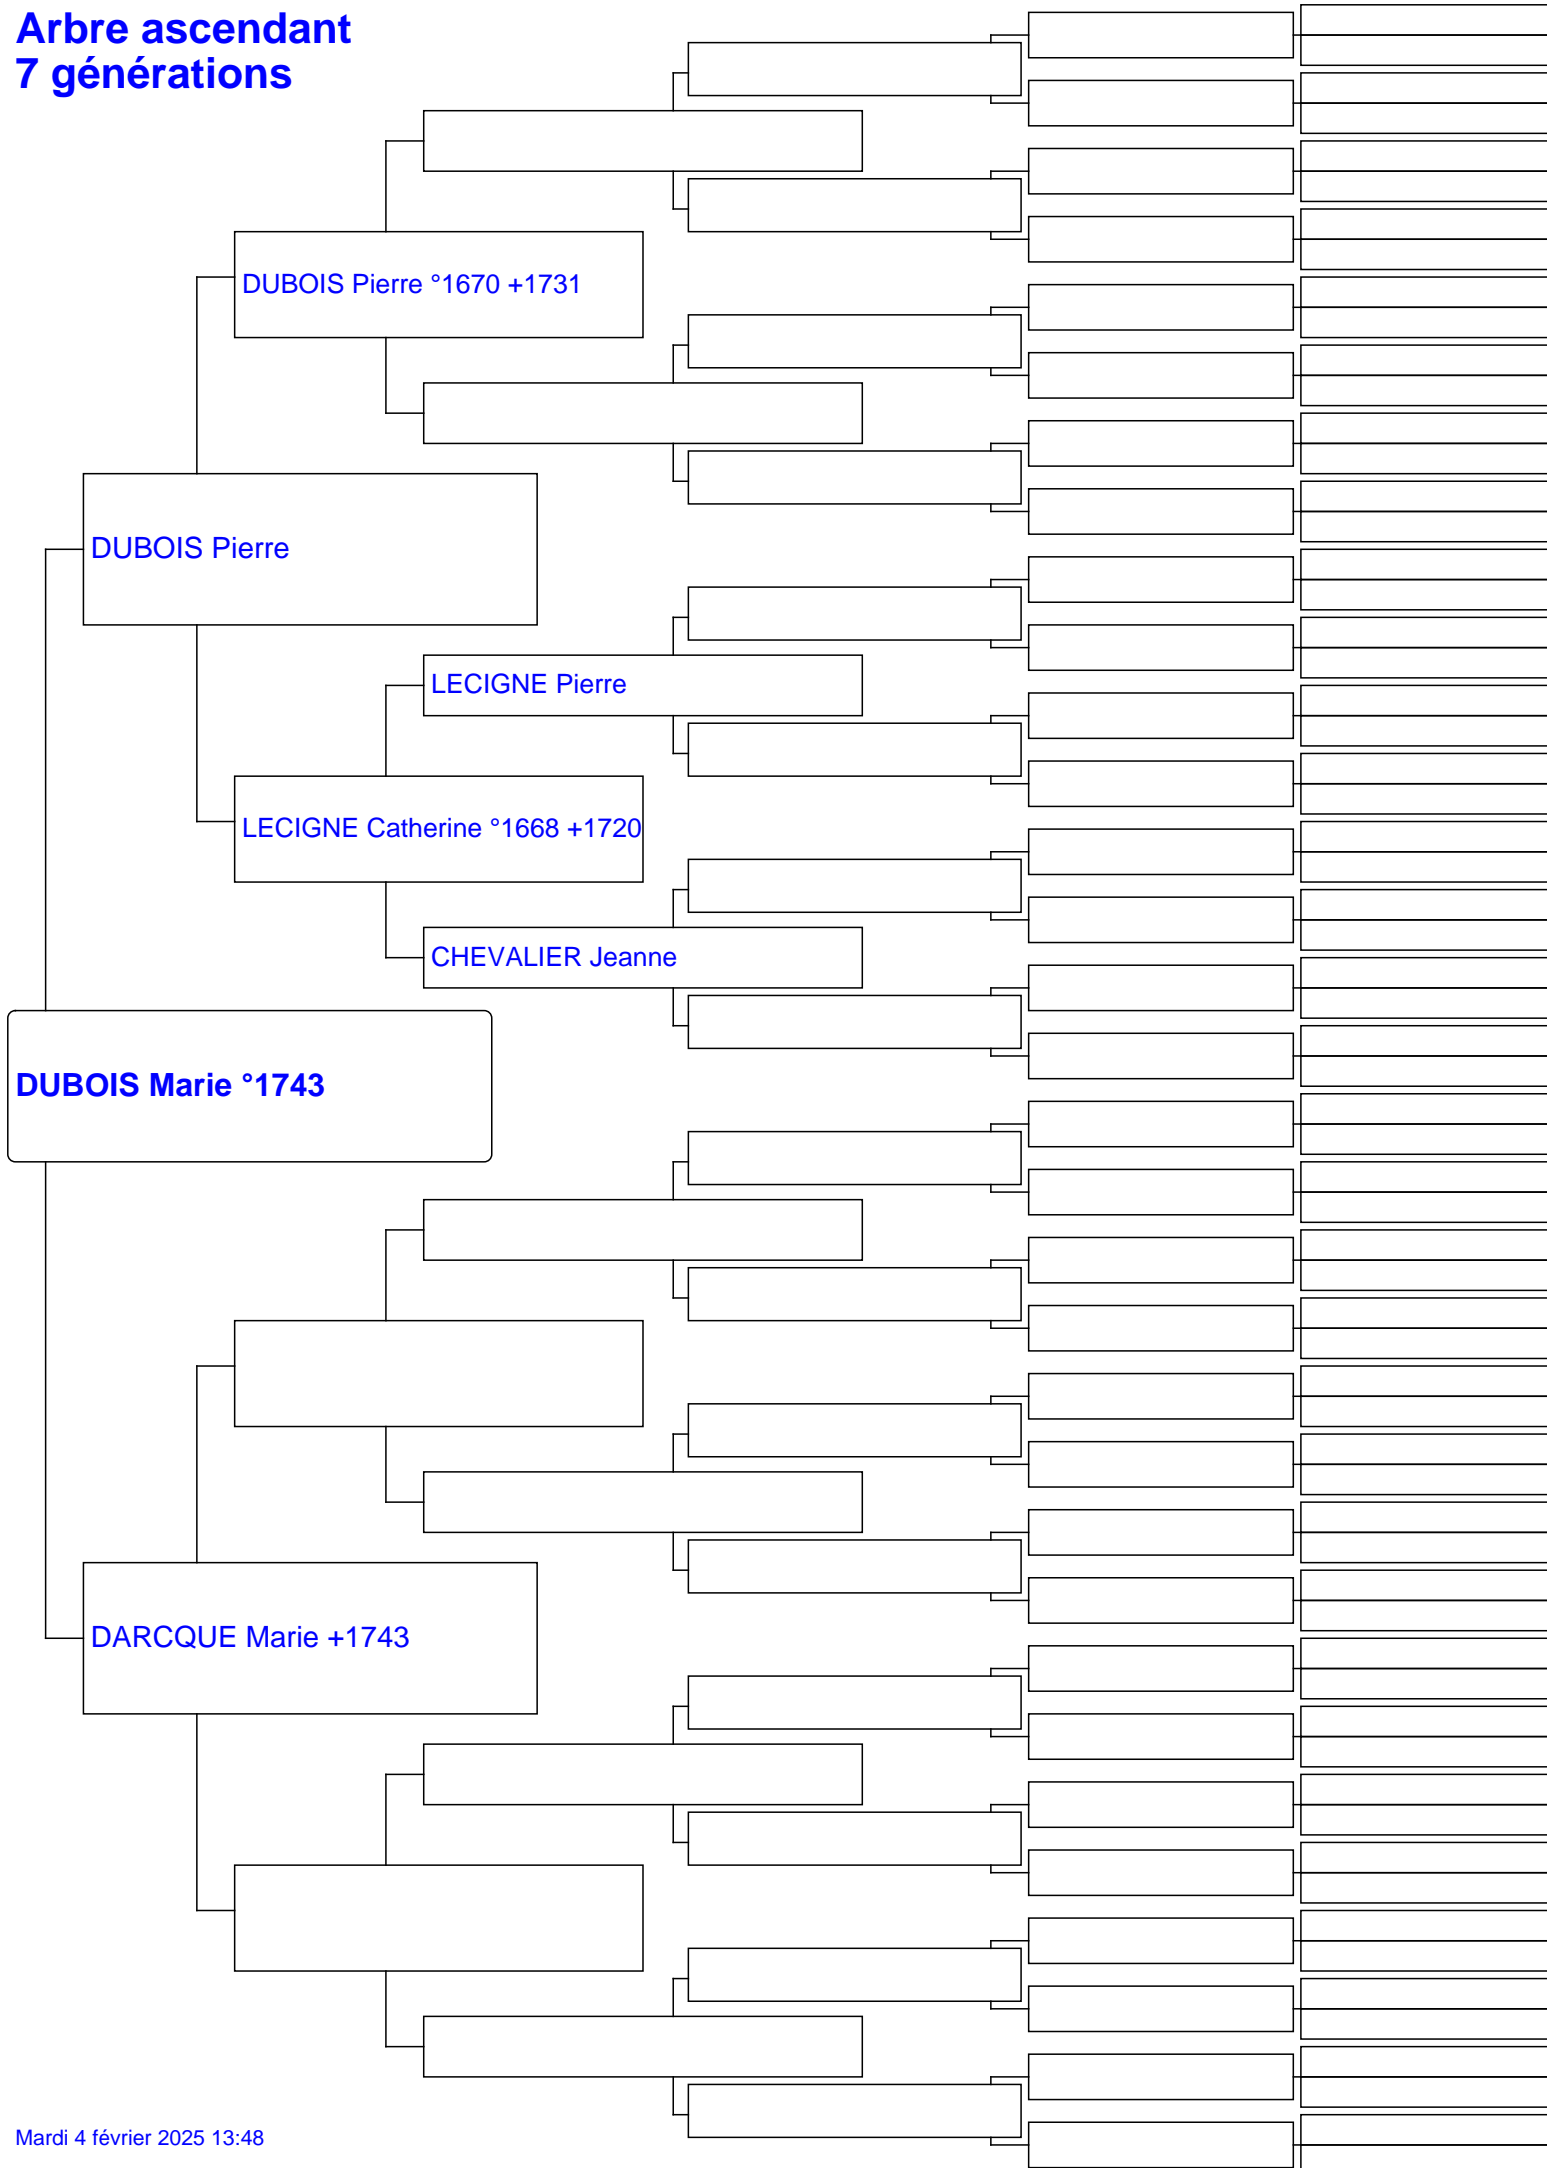 Arbre ascendant
7 générations
DUBOIS Pierre °1670 +1731
DUBOIS Pierre
LECIGNE Pierre
LECIGNE Catherine °1668 +1720
CHEVALIER Jeanne
DUBOIS Marie °1743
DARCQUE Marie +1743
Mardi 4 février 2025 13:48